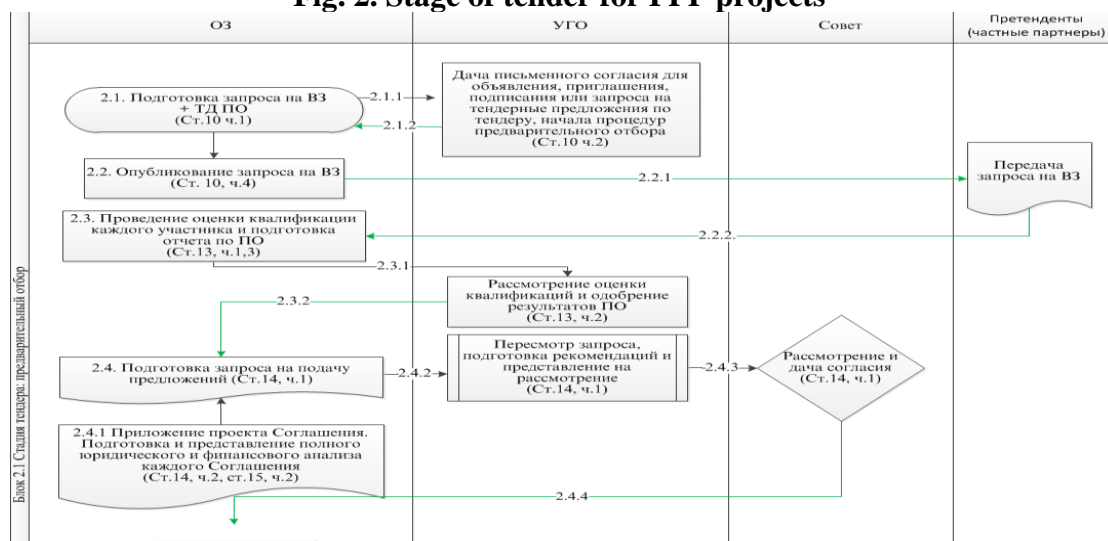 Fig. 2. Stage of tender for PPP projects
ОЗ
УГО
Совет
Претенденты
(частные партнеры)
2.1. Подготовка запроса на ВЗ
+ ТД ПО
(Ст.10 ч.1)
2.1.1
2.1.2
Дача письменного согласия для
объявления, приглашения,
подписания или запроса на
тендерные предложения по
тендеру, начала процедур
предварительного отбора
(Ст.10 ч.2)
2.2. Опубликование запроса на ВЗ
(Ст. 10, ч.4)
2.2.1
Передача
запроса на ВЗ
2.3. Проведение оценки квалификации
каждого участника и подготовка
отчета по ПО
(Ст.13, ч.1,3)
2.2.2.
2.3.1
Рассмотрение оценки
квалификаций и одобрение
результатов ПО
(Ст.13, ч.2)
2.3.2
2.4. Подготовка запроса на подачу
предложений (Ст.14, ч.1)
2.4.2
Пересмотр запроса,
подготовка рекомендаций и
представление на
рассмотрение
(Ст.14, ч.1)
2.4.3
Рассмотрение и
дача согласия
(Ст.14, ч.1)
2.4.1 Приложение проекта Соглашения.
Подготовка и представление полного
юридического и финансового анализа
каждого Соглашения
(Ст.14, ч.2, ст.15, ч.2)
2.4.4
Блок 2.1 Стадия тендера: предварительный отбор